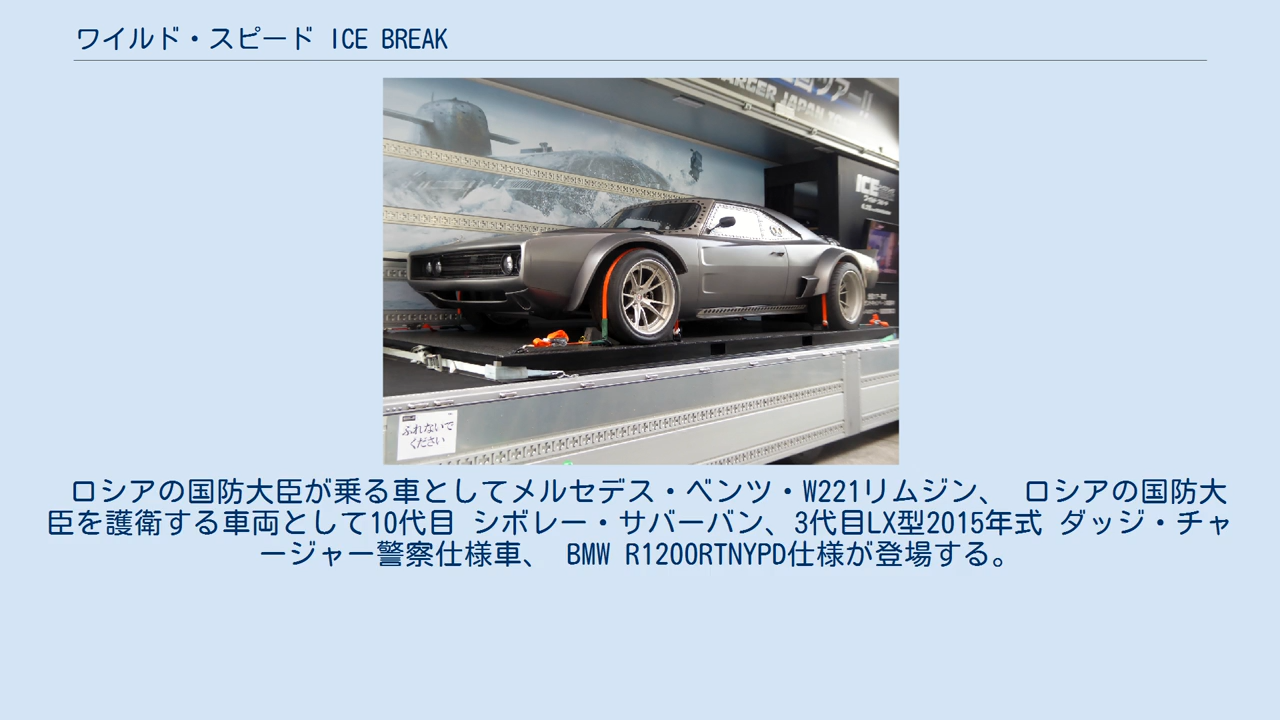 ワイルド・スピード ICE BREAK
ツアー!!
CHARGER JAPAN
ICE
ふれないで
ください
ロシアの国防大臣が乗る車としてメルセデス・ベンツ・W221リムジン、 ロシアの国防大
臣を護衛する車両として10代目 シボレー・サバーバン、3代目LX型2015年式 ダッジ・チャ
ージャー警察仕様車、 BMW R1200RTNYPD仕様が登場する。